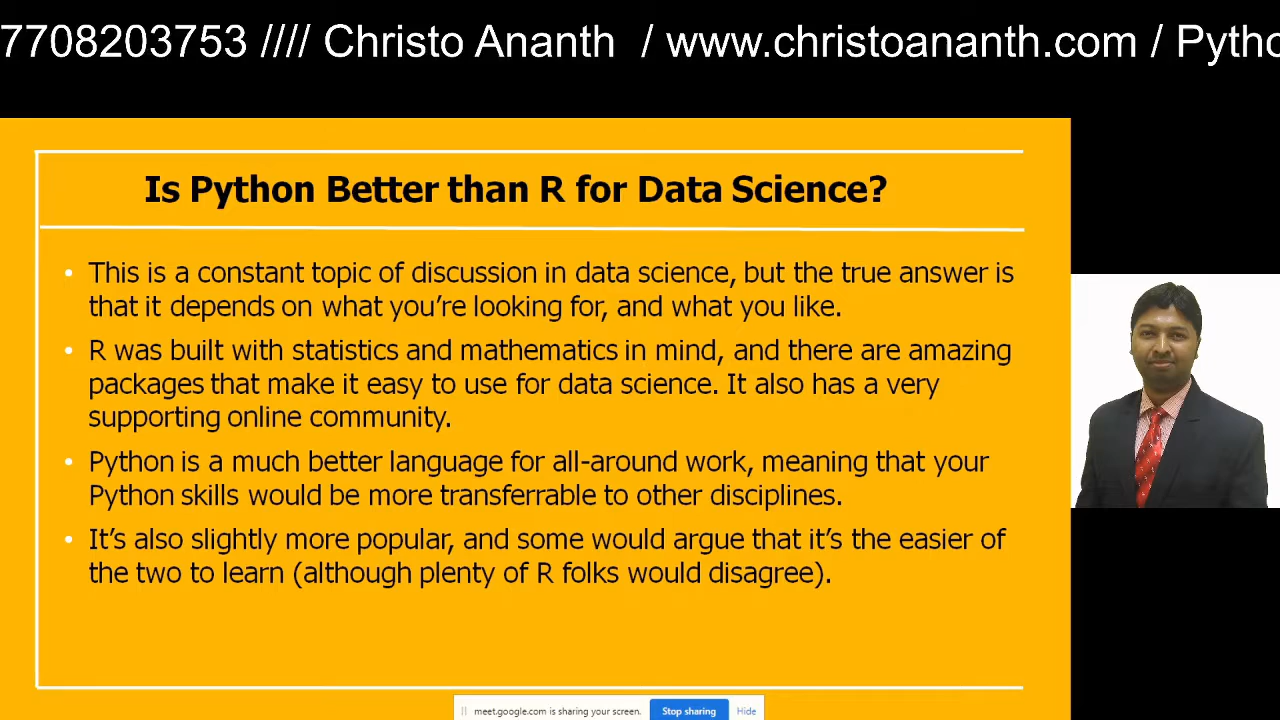 7708203753 //// Christo Ananth / www.christoananth.com / Pytho
Is Python Better than R for Data Science?
• This is a constant topic of discussion in data science, but the true answer is
that it depends on what you're looking for, and what you like.
• R was built with statistics and mathematics in mind, and there are amazing
packages that make it easy to use for data science. It also has a very
supporting online community.
• Python is a much better language for all-around work, meaning that your
Python skills would be more transferrable to other disciplines.
• It's also slightly more popular, and some would argue that it's the easier of
the two to learn (although plenty of R folks would disagree).
meet.google.com is sharing your screen. Stop sharing Hide